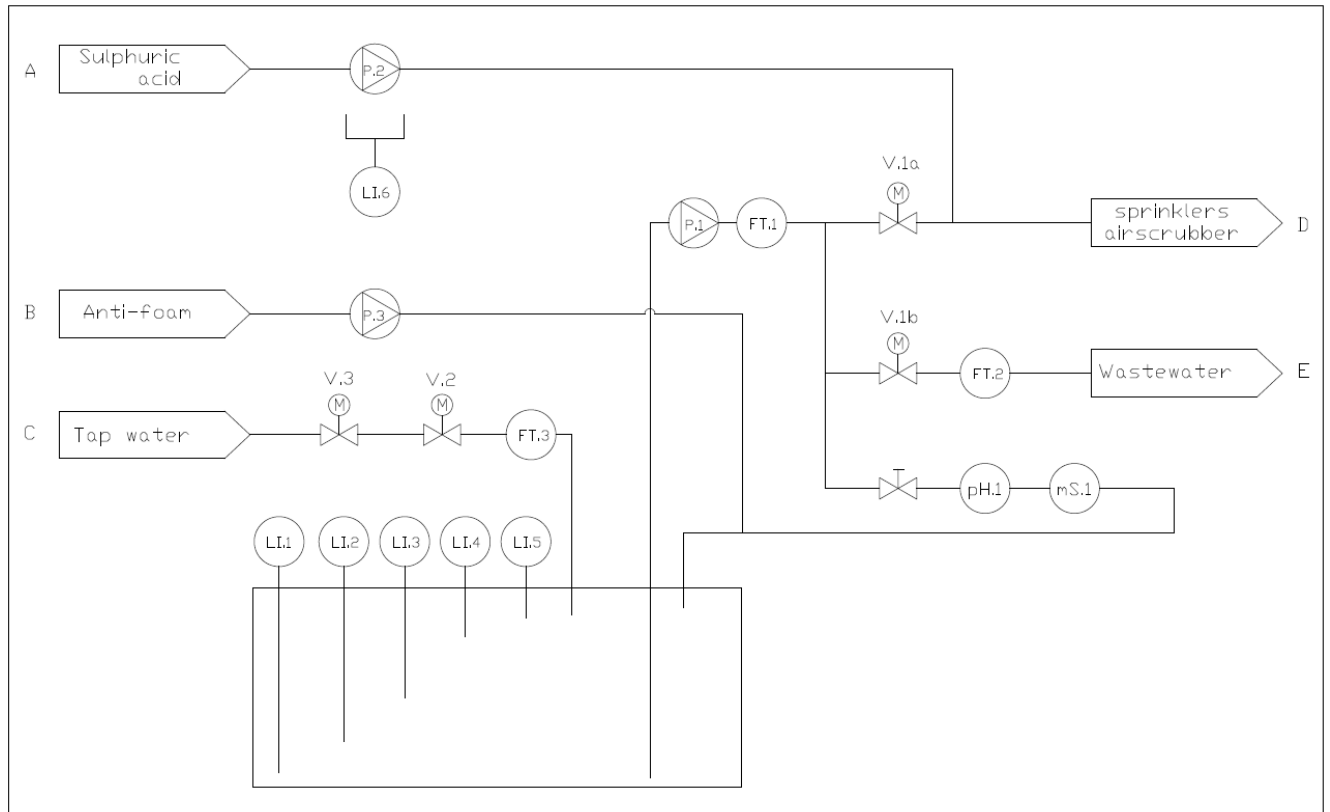 A
Sulphuric
acid
P.2
LI.6
V.1a
M
P.1
FT.1
sprinklers
airscrubber
D
B
Anti-foam
P.3
V.1b
M
FT.2
Wastewater
E
V.3
M
V.2
M
C
Tap water
FT.3
pH.1
mS.1
LI.1
LI.2
LI.3
LI.4
LI.5